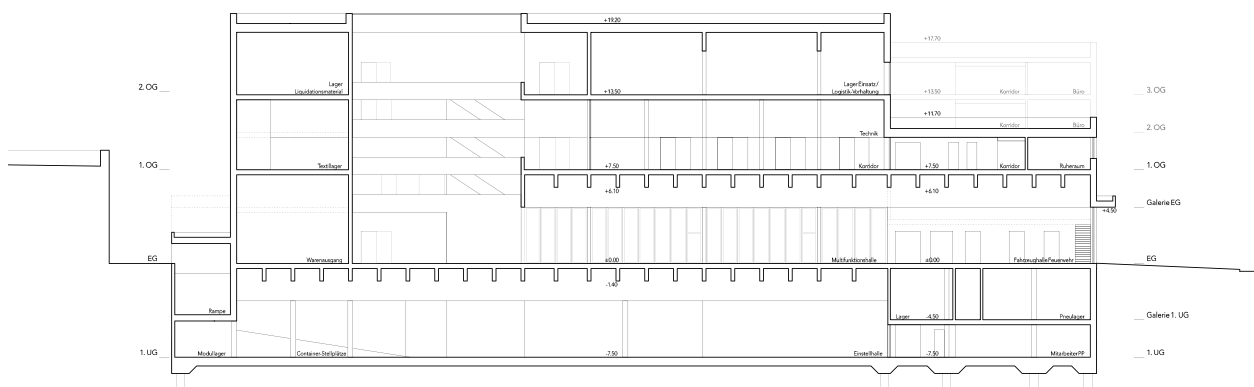 +19.20
+17.70
Lager
Liquidationsmaterial
Lager Einsatz/
Logistik-Vorhaltung
2. OG
+13.50
+13.50
Korridor
Büro
3. OG
+11.70
Korridor
Büro
2. OG
Technik
1. OG
Textillager
+7.50
Korridor
+7.50
Korridor
Ruheraum
1. OG
+6.10
+6.10
Galerie EG
+4.50
EG
Warenausgang
±0.00
Multifunktionshalle
±0.00
Fahrzeughalle Feuerwehr
EG
-1.40
Rampe
Lager
-4.50
Pneulager
Galerie 1. UG
1. UG
Modullager
Container-Stellplätze
-7.50
Einstellhalle
-7.50
Mitarbeiter PP
1. UG